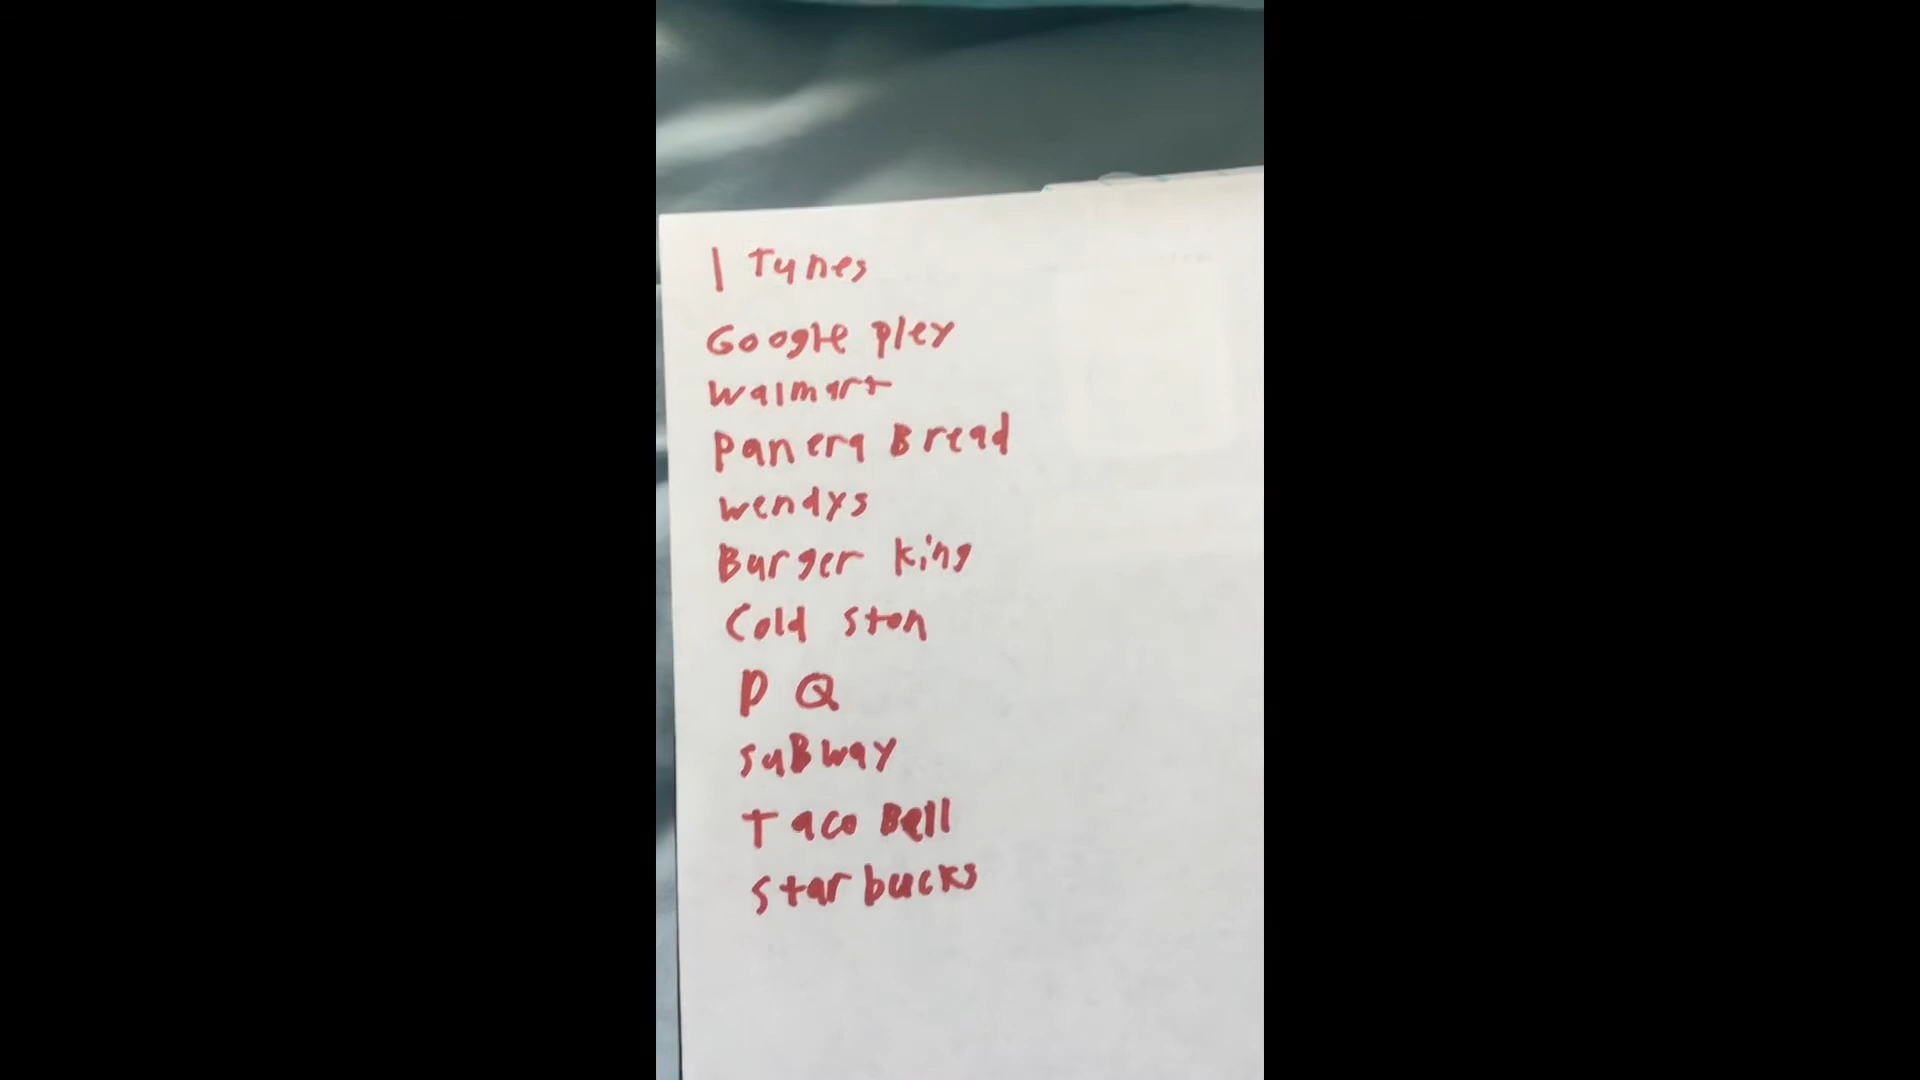 I Tunes
Google pley
walmart
Panera Bread
wendys
Burger king
Cold ston
D Q
suBway
Taco Bell
starbucks